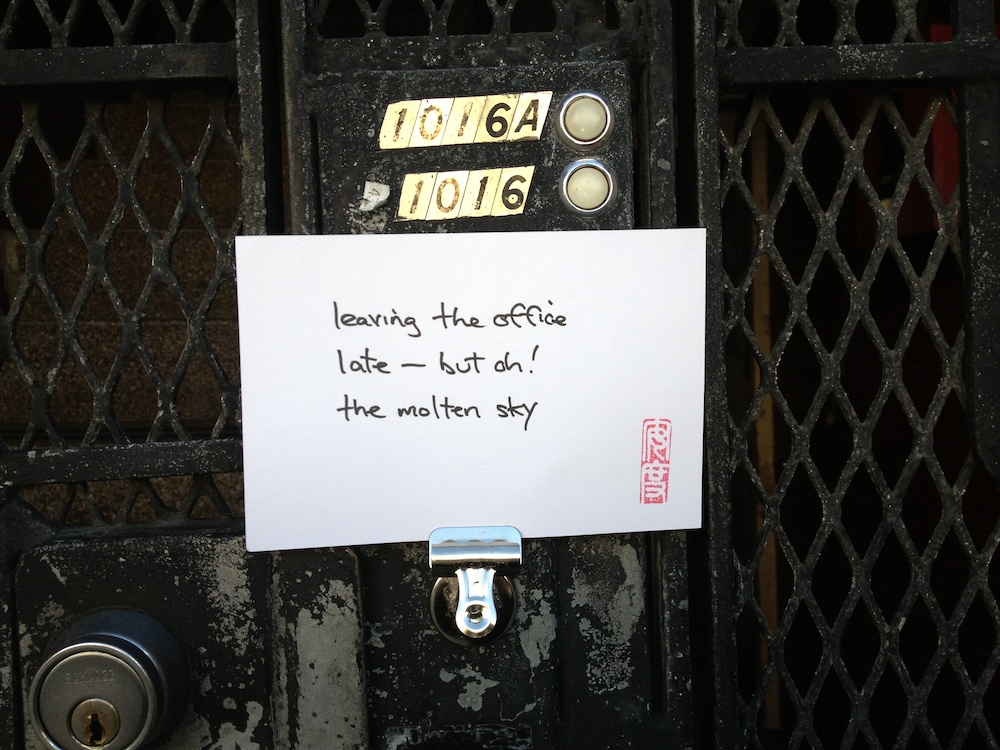 1016A
1016
leaving the office
late — but oh!
the molten sky